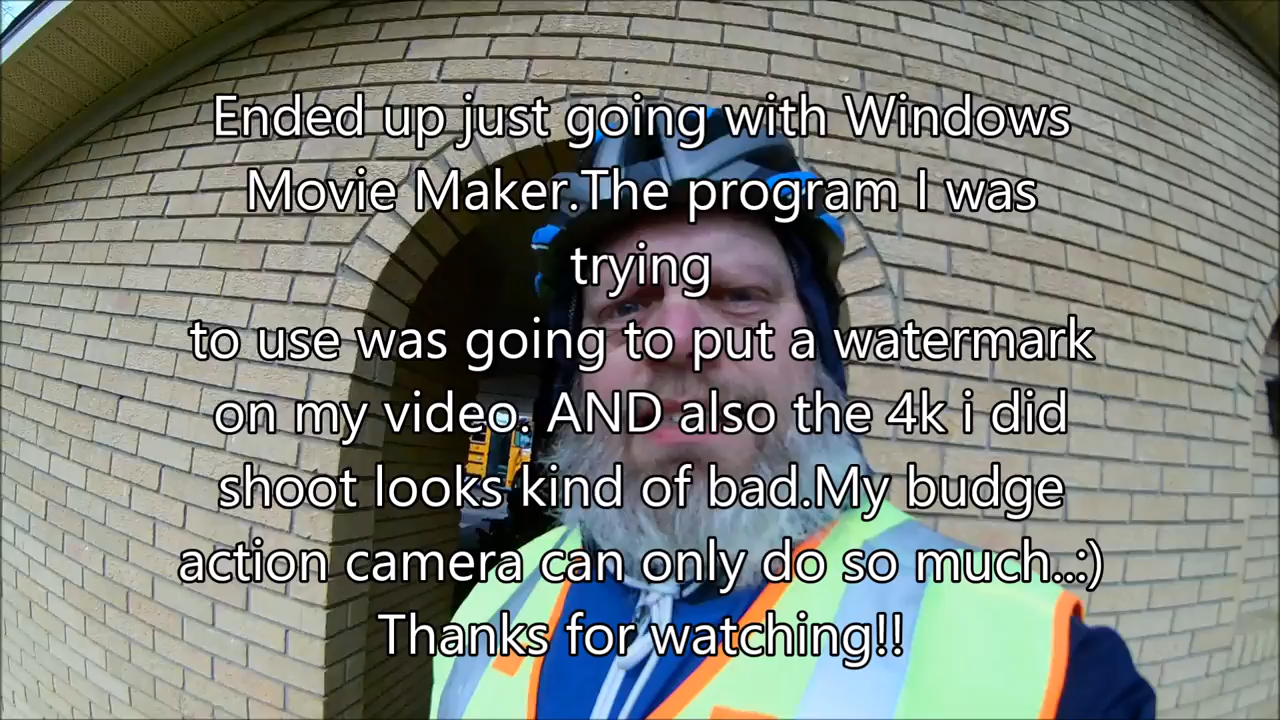 Ended up just going with Windows
Movie Maker.The program I was
trying
to use was going to put a watermark
on my video. AND also the 4k i did
shoot looks kind of bad.My budge
action camera can only do so much..:)
Thanks for watching!!